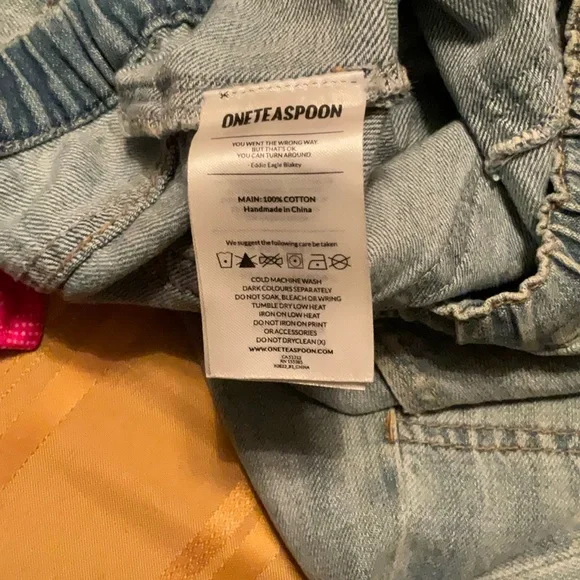 ONETEASPOON
YOU WENT THE WRONG WAY.
BUT THAT'S OK
YOU CAN TURN AROUND
- Eddie Eagle Blakey
MAIN: 100% COTTON
Handmade in China
We suggest the following care be taken
COLD MACHINE WASH
DARK COLOURS SEPARATELY
DO NOT SOAK, BLEACH OR WRING
TUMBLE DRY LOW HEAT
IRON ON LOW HEAT
DO NOT IRON ON PRINT
OR ACCESSORIES
DO NOT DRYCLEAN (X)
WWW.ONETEASPOON.COM